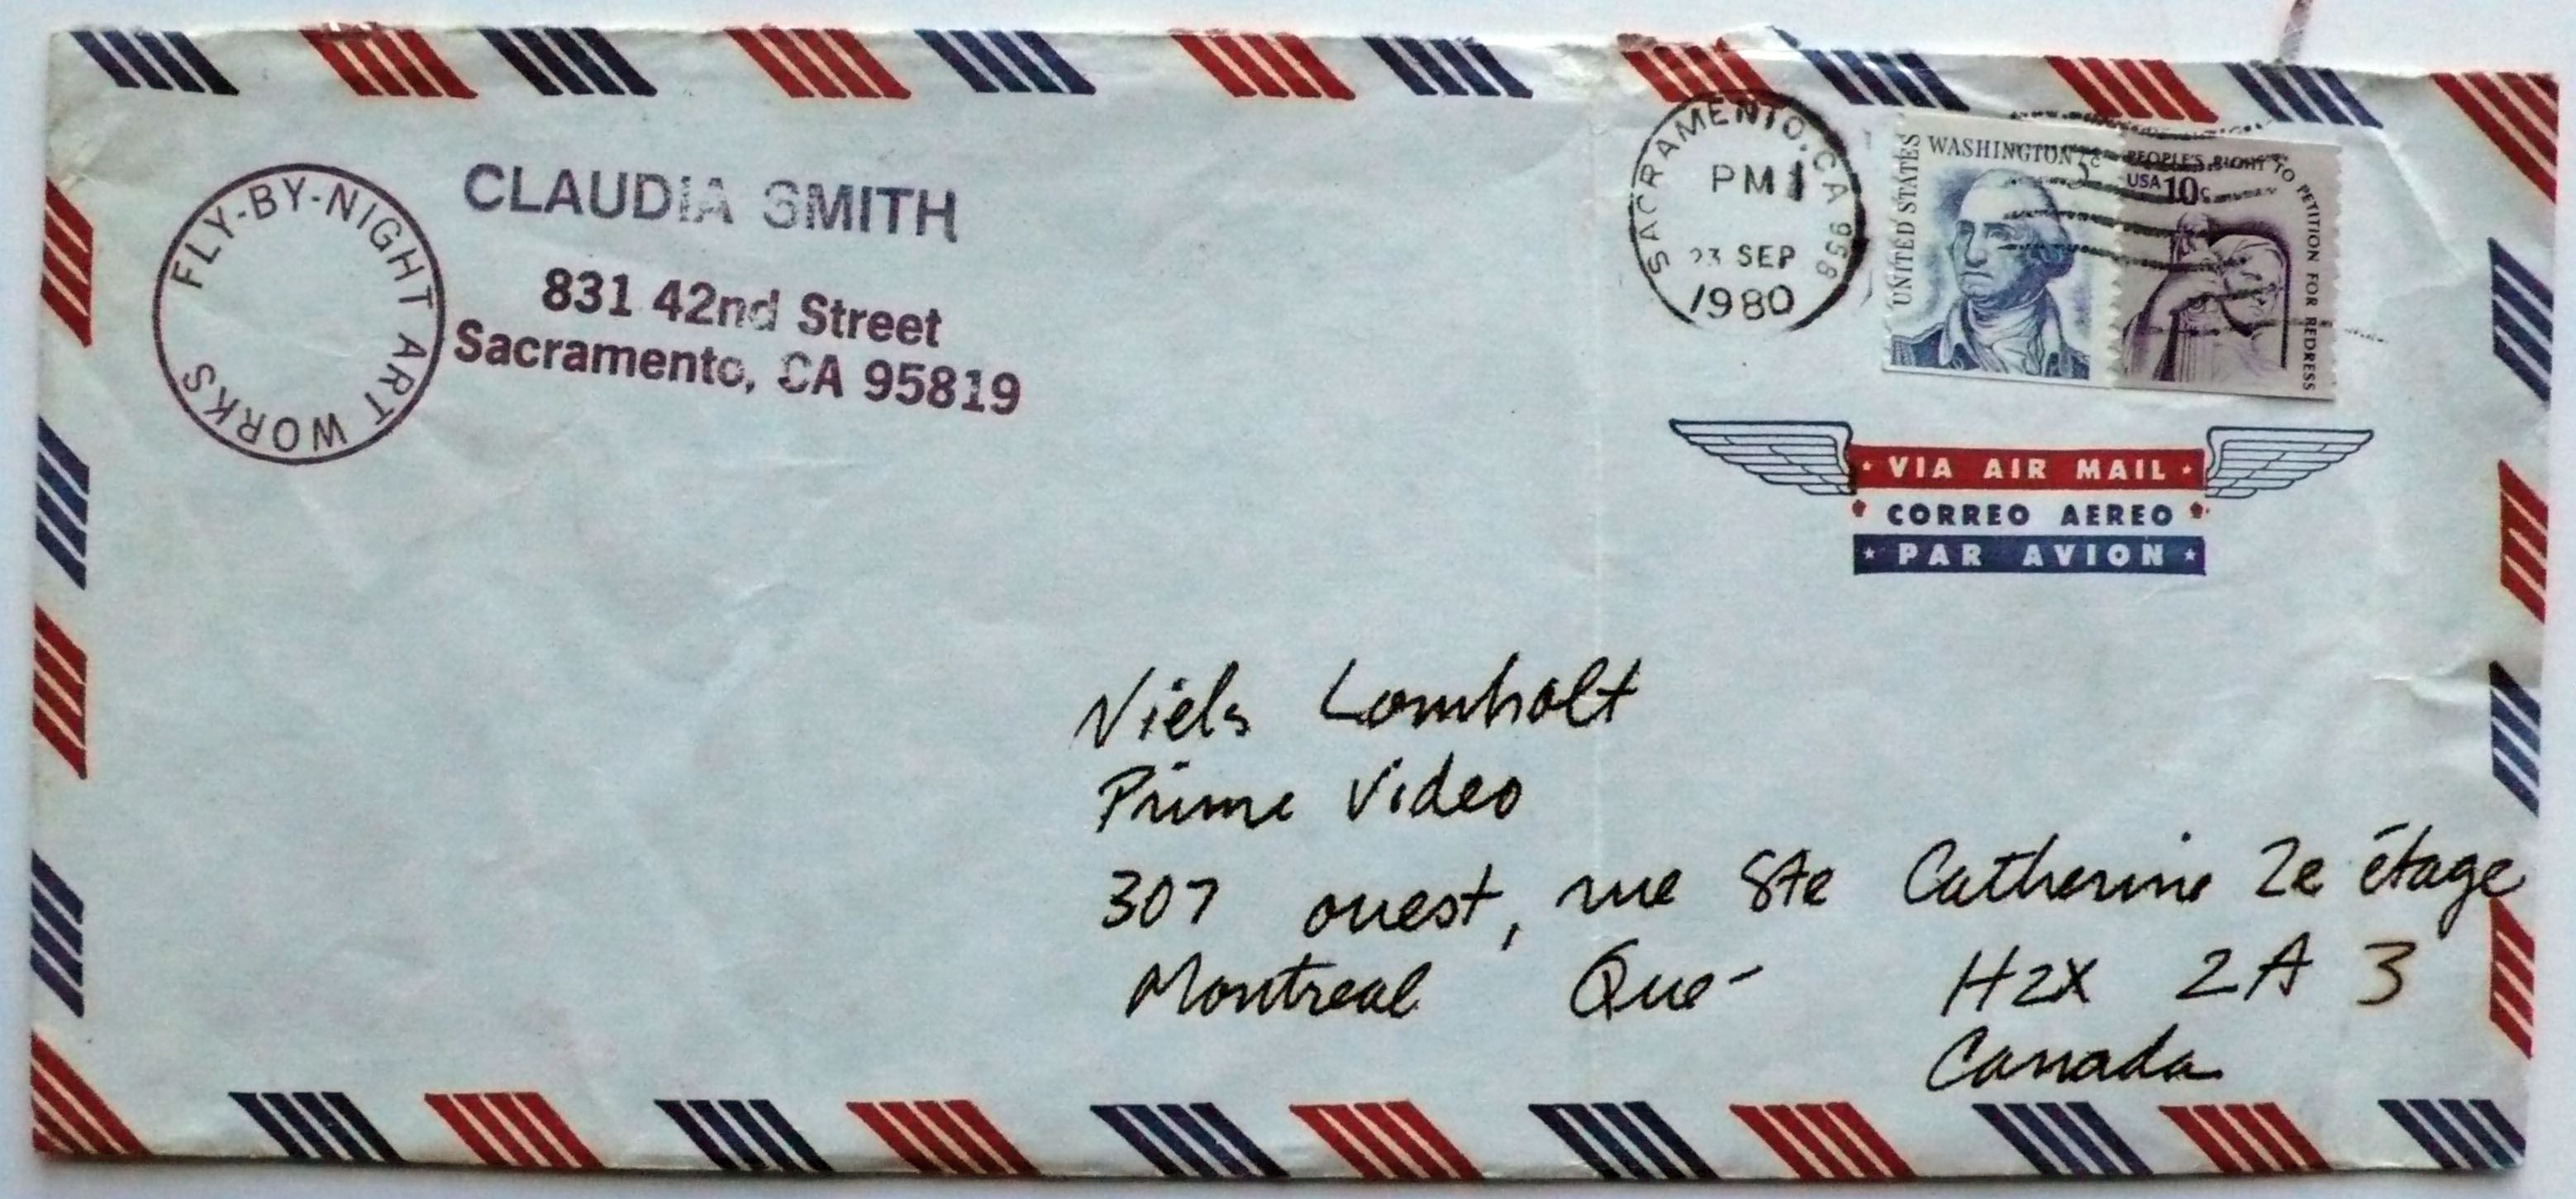 FLY-BY-NIGHT ART WORKS
CLAUDIA SMITH
831 42nd Street
Sacramento, CA 95819
SACRAMENTO, CA 958
PM
23 SEP
1980
UNITED STATES
WASHINGTON 5c
PEOPLE'S RIGHT TO PETITION FOR REDRESS
USA 10c
VIA AIR MAIL
CORREO AEREO
PAR AVION
Niels Lomholt
Prime Video
307 ouest, rue Ste Catherine 2e étage
Montreal Que- H2X 2A3
Canada